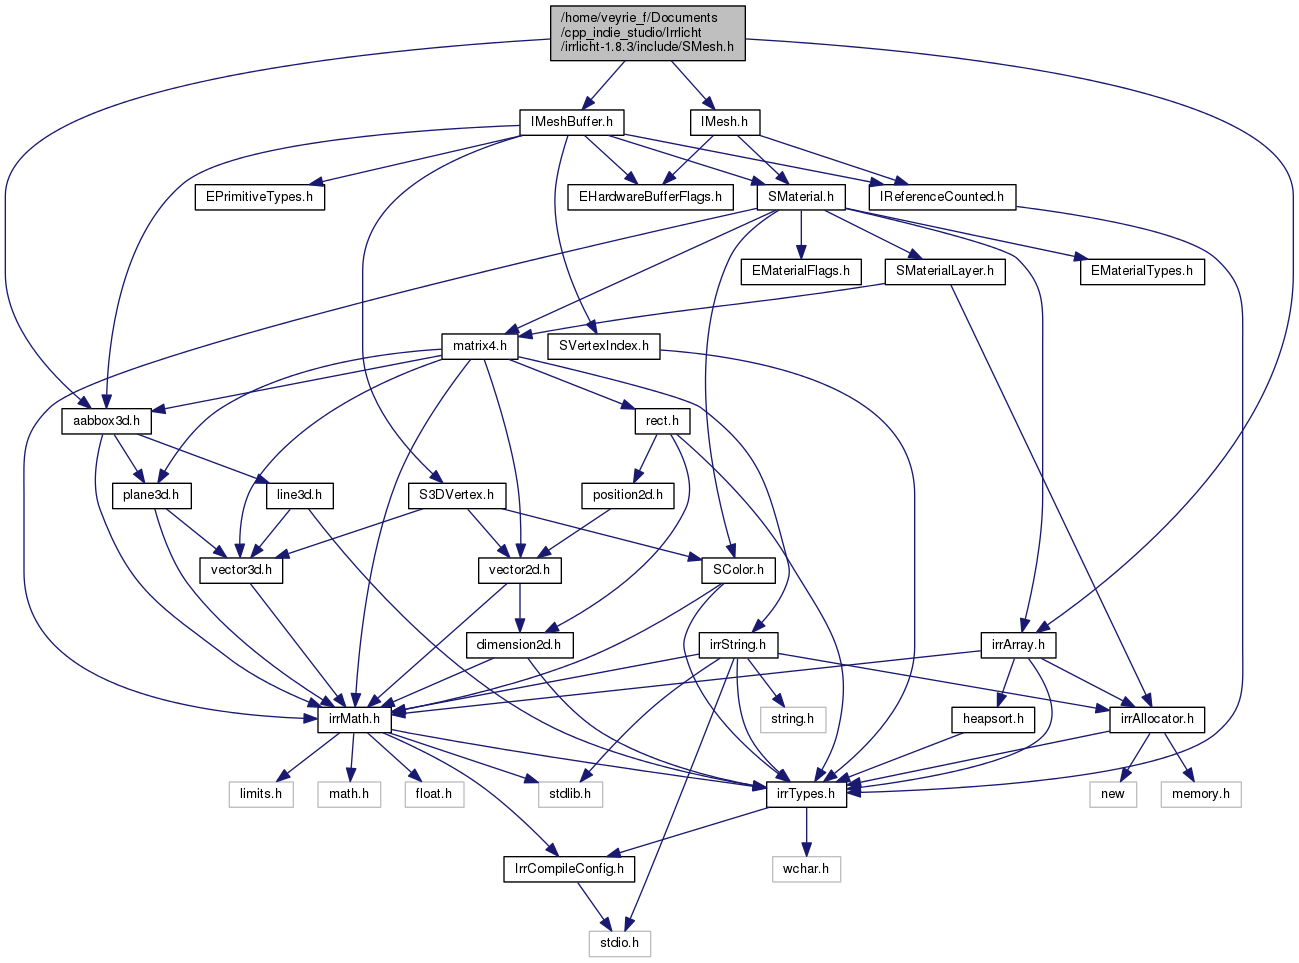 /home/veyrie_f/Documents
/cpp_indie_studio/Irrlicht
/irrlicht-1.8.3/include/SMesh.h
IMeshBuffer.h
IMesh.h
EPrimitiveTypes.h
EHardwareBufferFlags.h
SMaterial.h
IReferenceCounted.h
EMaterialFlags.h
SMaterialLayer.h
EMaterialTypes.h
matrix4.h
SVertexIndex.h
aabbox3d.h
rect.h
plane3d.h
line3d.h
S3DVertex.h
position2d.h
vector3d.h
vector2d.h
SColor.h
dimension2d.h
irrString.h
irrArray.h
irrMath.h
string.h
heapsort.h
irrAllocator.h
limits.h
math.h
float.h
stdlib.h
irrTypes.h
new
memory.h
IrrCompileConfig.h
wchar.h
stdio.h